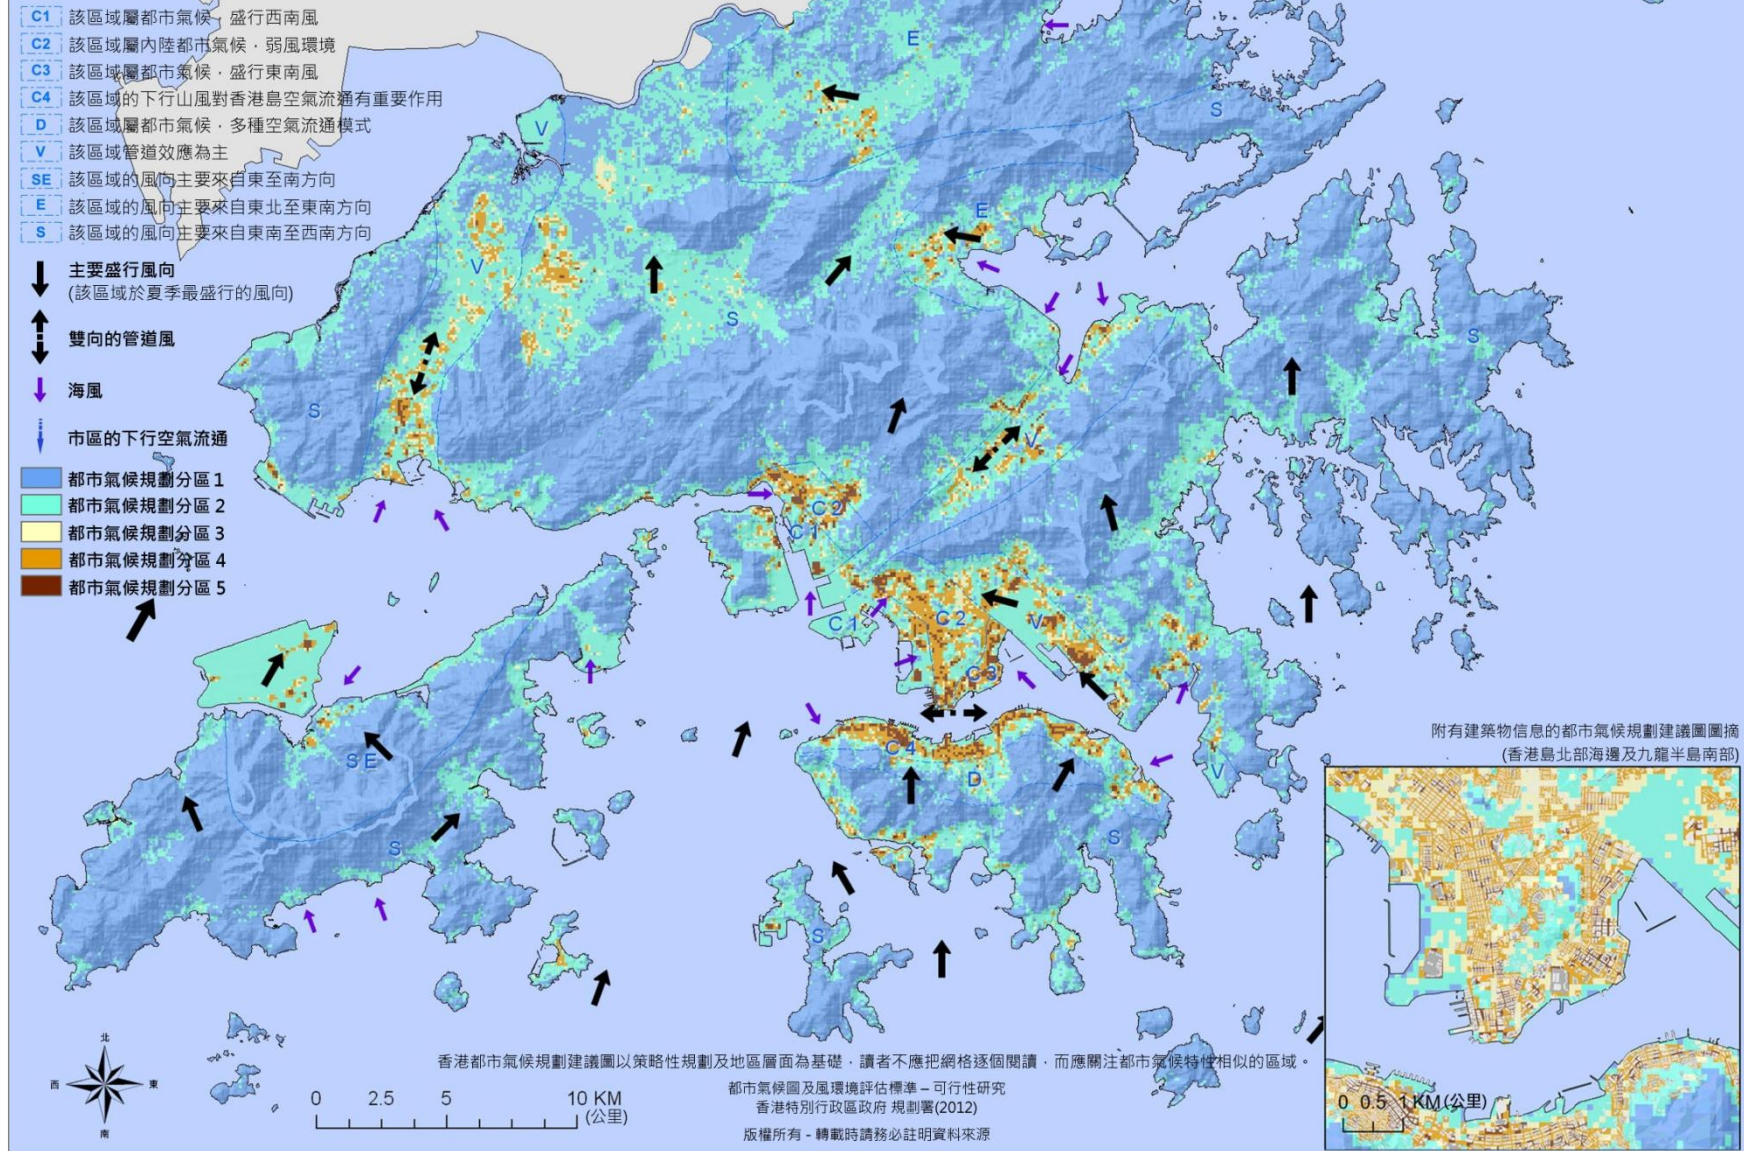 C1 該區域屬都市氣候，盛行西南風
C2 該區域屬內陸都市氣候，弱風環境
C3 該區域屬都市氣候，盛行東南風
C4 該區域的下行山風對香港島空氣流通有重要作用
D 該區域屬都市氣候，多種空氣流通模式
V 該區域管道效應為主
SE 該區域的風向主要來自東至南方向
E 該區域的風向主要來自東北至東南方向
S 該區域的風向主要來自東南至西南方向
主要盛行風向
(該區域於夏季最盛行的風向)
雙向的管道風
海風
市區的下行空氣流通
都市氣候規劃分區 1
都市氣候規劃分區 2
都市氣候規劃分區 3
都市氣候規劃分區 4
都市氣候規劃分區 5
E
S
V
E
V
S
S
S
V
C 2
C 1
C 1
C 2
V
C 3
C 4
D
S E
V
S
S
S
附有建築物信息的都市氣候規劃建議圖圖摘
(香港島北部海邊及九龍半島南部)
0 0.5 1 KM (公里)
北
西 東
南
香港都市氣候規劃建議圖以策略性規劃及地區層面為基礎，讀者不應把網格逐個閱讀，而應關注都市氣候特性相似的區域。
0 2.5 5 10 KM
(公里)
都市氣候圖及風環境評估標準 – 可行性研究
香港特別行政區政府 規劃署(2012)
版權所有 - 轉載時請務必註明資料來源